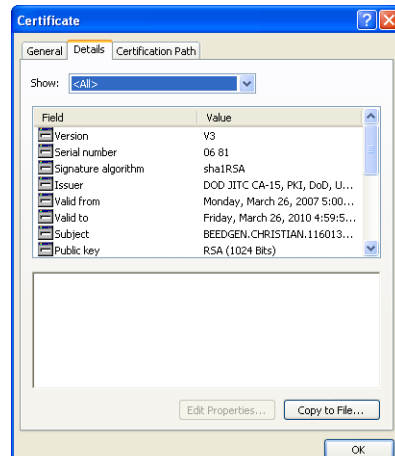 Certificate
General Details Certification Path
Show: <All>
Field Value
Version V3
Serial number 06 81
Signature algorithm sha1RSA
Issuer DOD JITC CA-15, PKI, DoD, U...
Valid from Monday, March 26, 2007 5:00...
Valid to Friday, March 26, 2010 4:59:5...
Subject BEEDGEN.CHRISTIAN.116013...
Public key RSA (1024 Bits)
Edit Properties... Copy to File...
OK